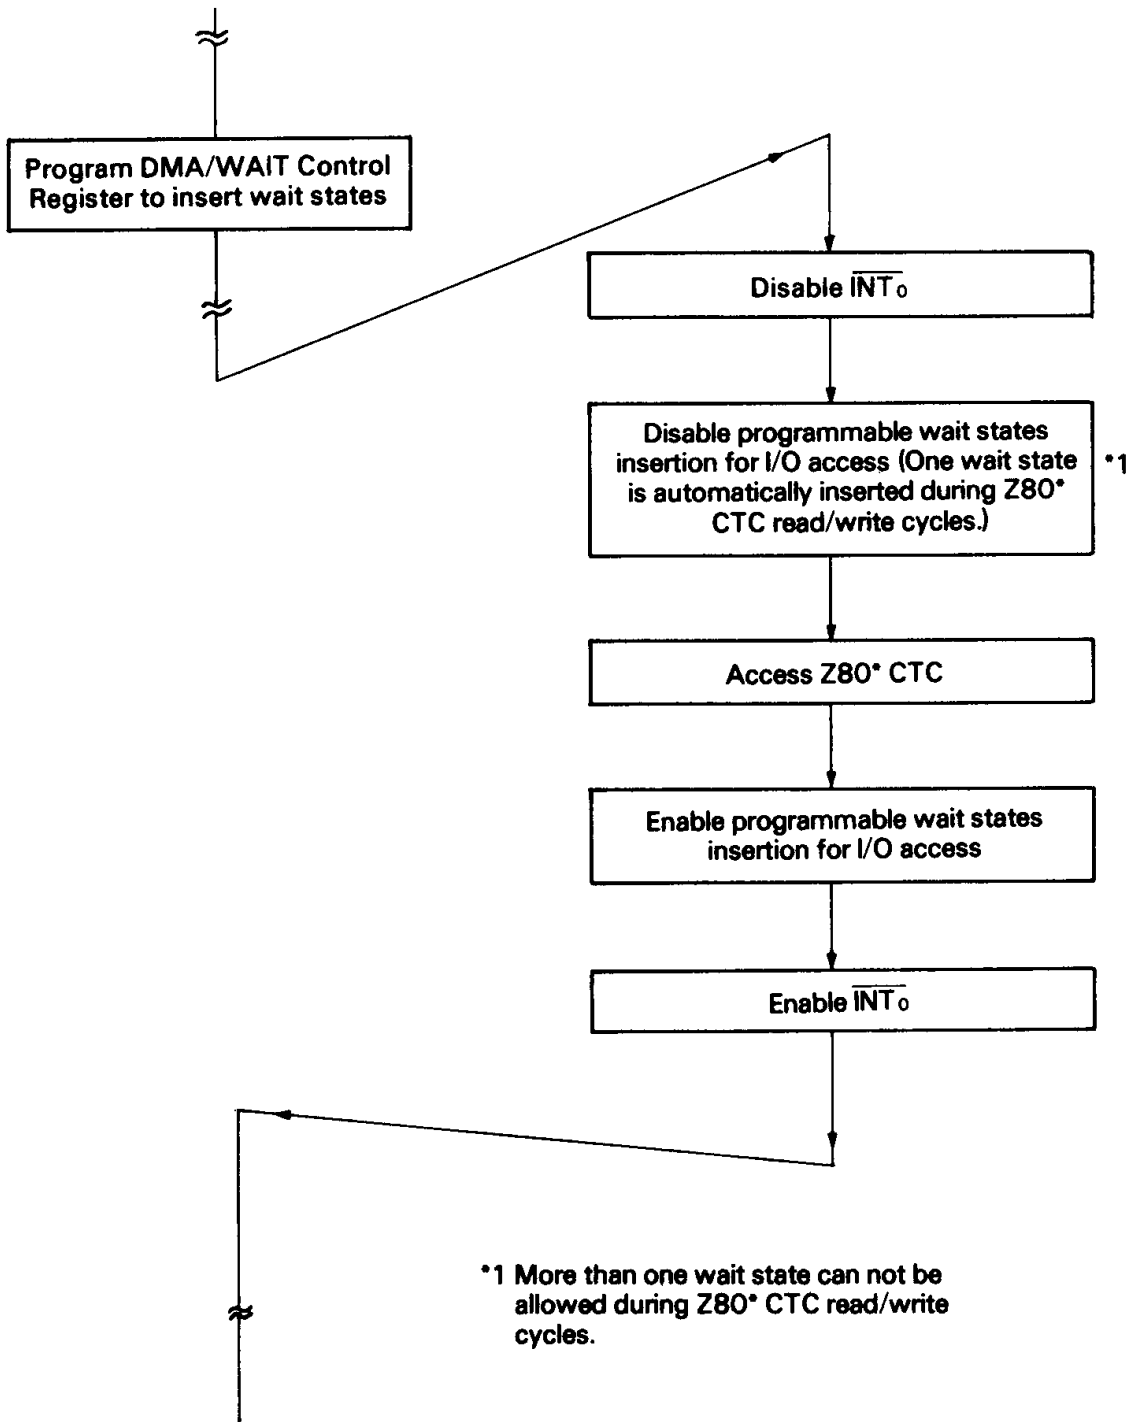 Program DMA/WAIT Control
Register to insert wait states
Disable I̅N̅T̅₀
Disable programmable wait states
insertion for I/O access (One wait state
is automatically inserted during Z80*
CTC read/write cycles.)
*1
Access Z80* CTC
Enable programmable wait states
insertion for I/O access
Enable I̅N̅T̅₀
*1 More than one wait state can not be
allowed during Z80* CTC read/write
cycles.